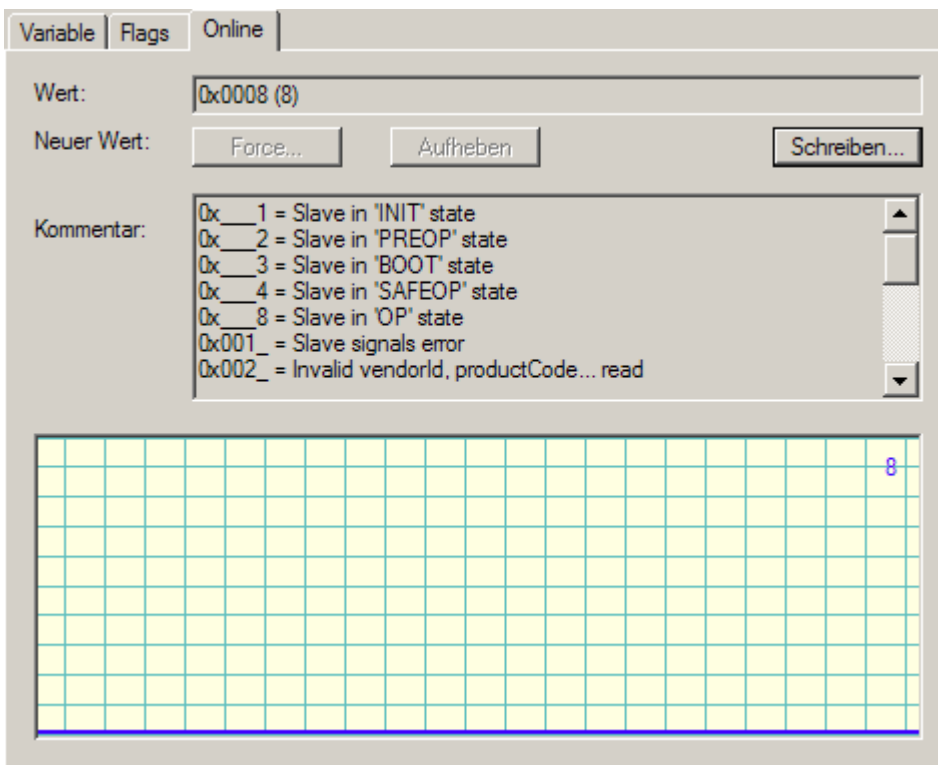 Variable Flags Online
Wert: 0x0008 (8)
Neuer Wert: Force... Aufheben Schreiben...
Kommentar:
0x___1 = Slave in 'INIT' state
0x___2 = Slave in 'PREOP' state
0x___3 = Slave in 'BOOT' state
0x___4 = Slave in 'SAFEOP' state
0x___8 = Slave in 'OP' state
0x001_ = Slave signals error
0x002_ = Invalid vendorId, productCode... read
8